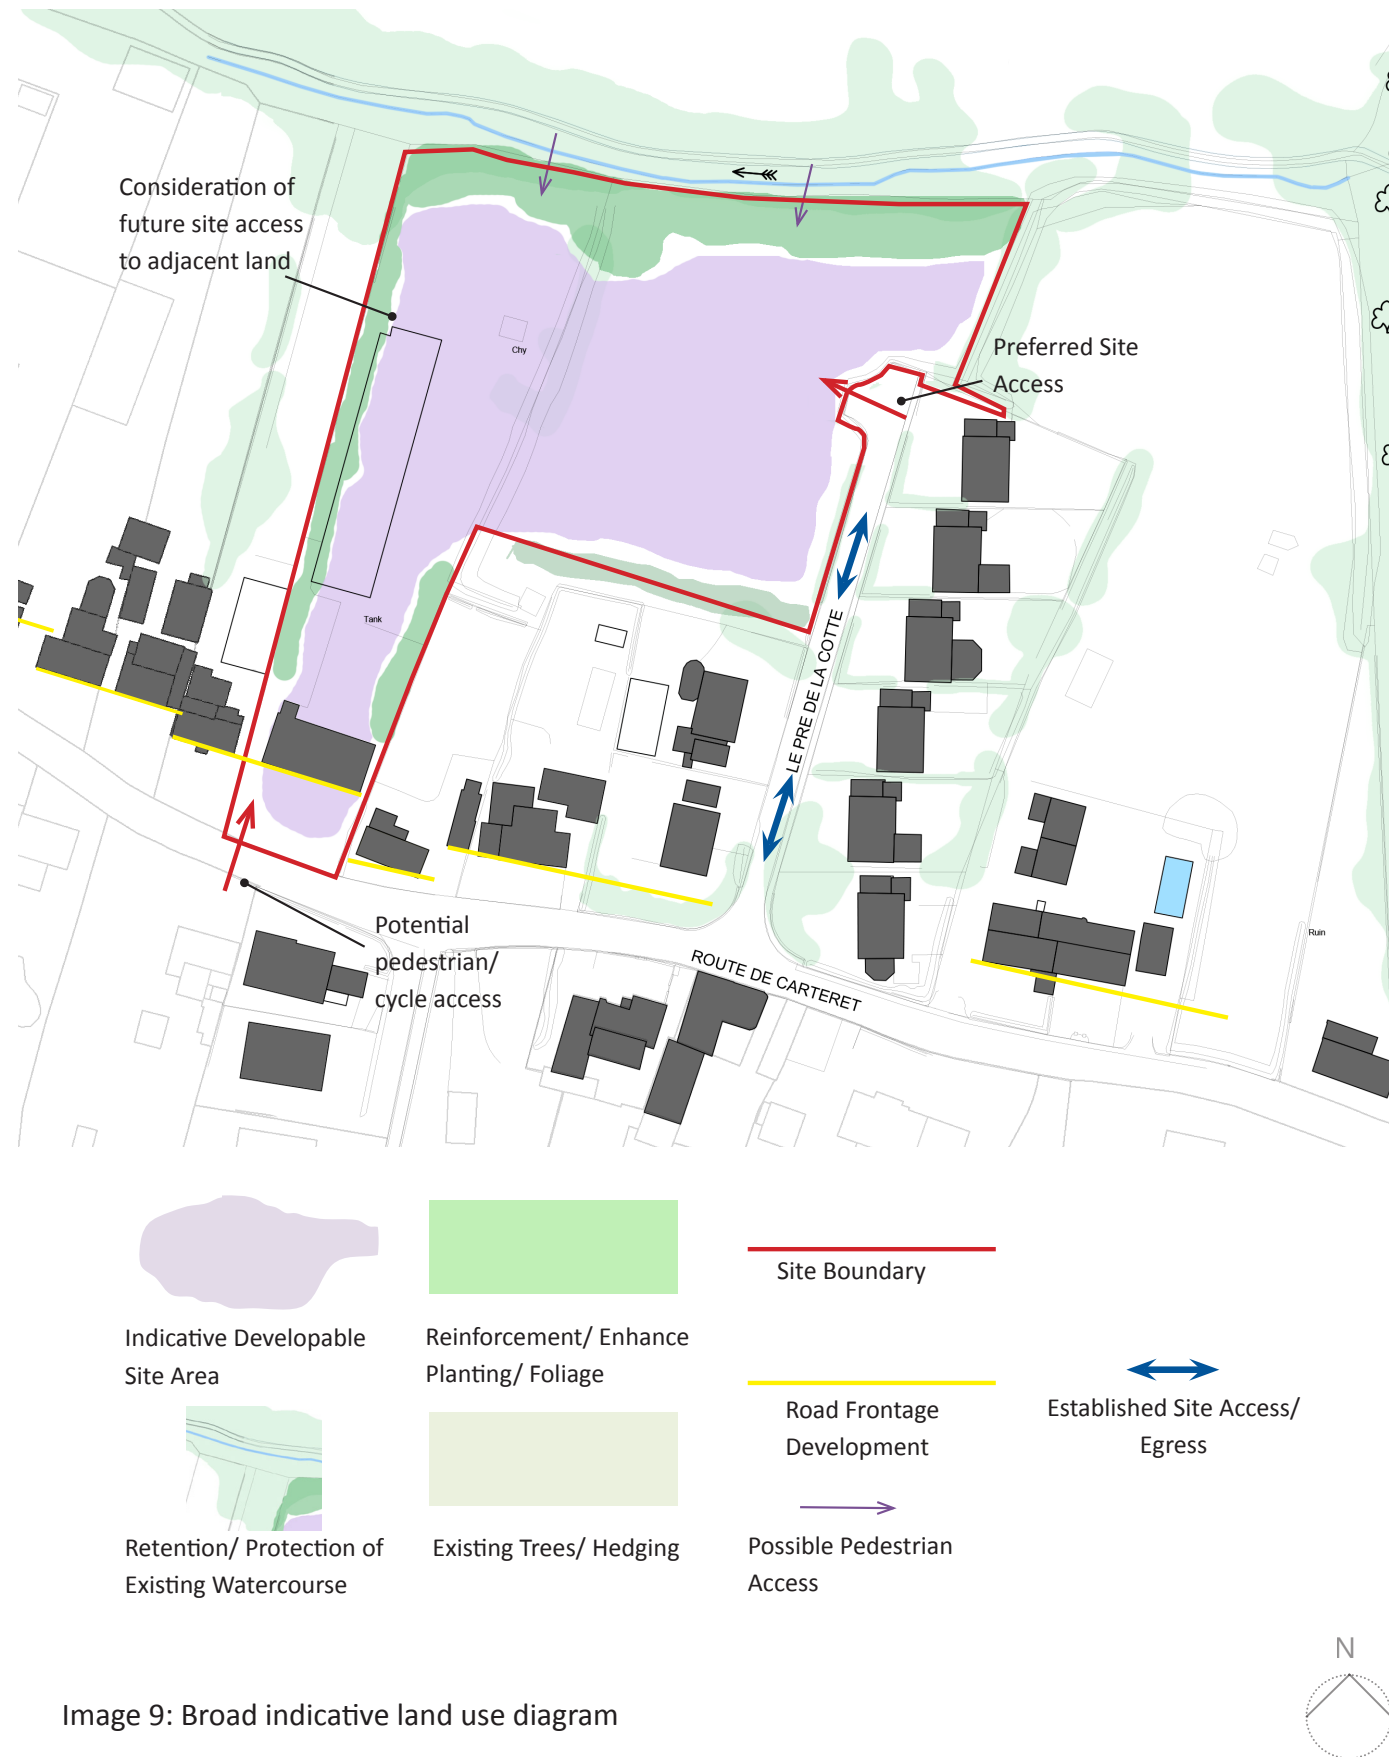 Consideration of
future site access
to adjacent land
Chy
Preferred Site
Access
Tank
LE PRE DE LA COTTE
Potential
pedestrian/
cycle access
ROUTE DE CARTERET
Ruin
Indicative Developable
Site Area
Reinforcement/ Enhance
Planting/ Foliage
Site Boundary
Road Frontage
Development
Established Site Access/
Egress
Retention/ Protection of
Existing Watercourse
Existing Trees/ Hedging
Possible Pedestrian
Access
N
Image 9: Broad indicative land use diagram